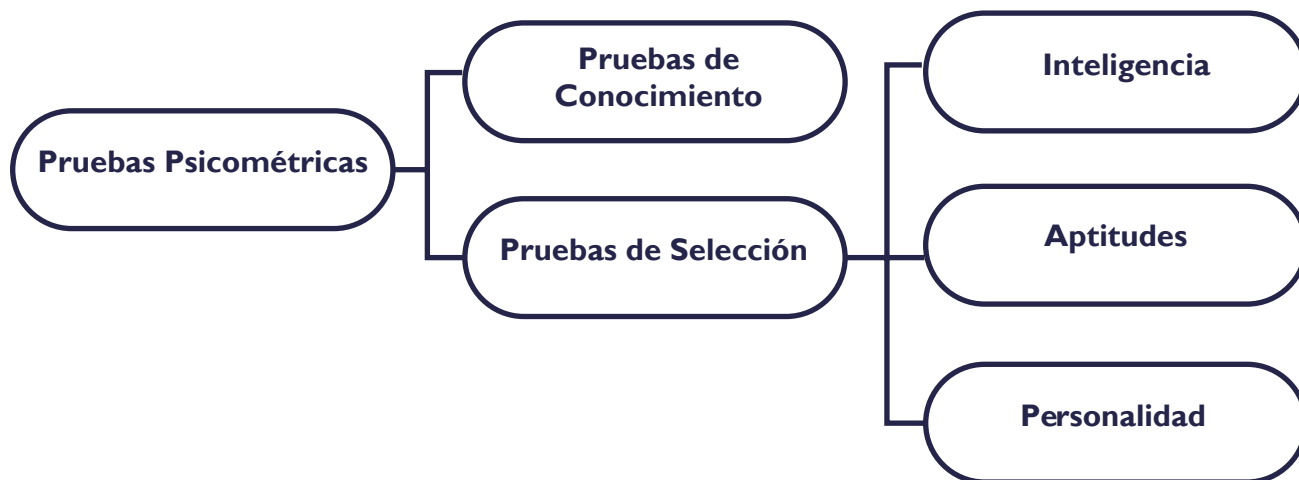 Pruebas Psicométricas
Pruebas de
Conocimiento
Pruebas de Selección
Inteligencia
Aptitudes
Personalidad